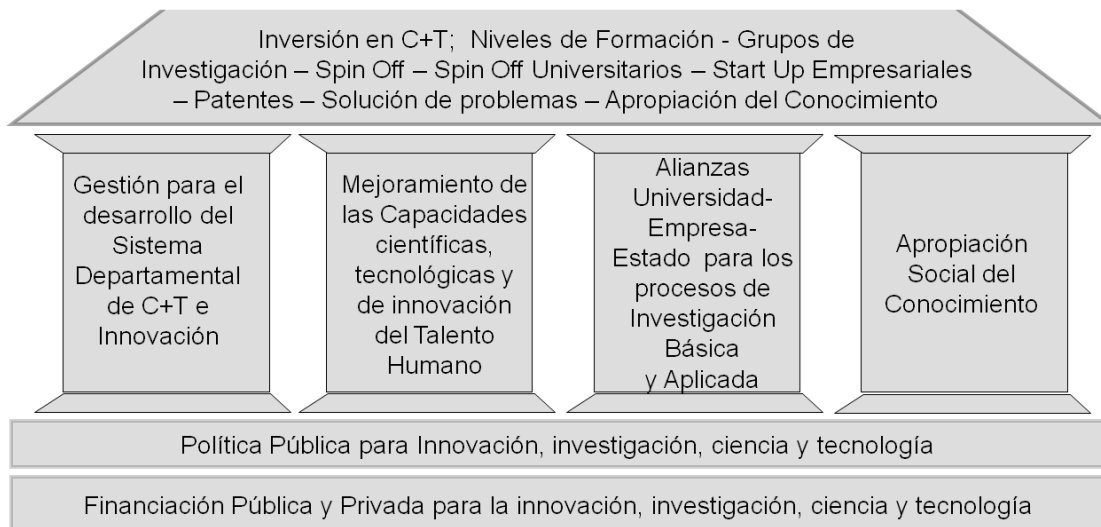 Inversión en C+T; Niveles de Formación - Grupos de
Investigación – Spin Off – Spin Off Universitarios – Start Up Empresariales
– Patentes – Solución de problemas – Apropiación del Conocimiento
Gestión para el
desarrollo del
Sistema
Departamental
de C+T e
Innovación
Mejoramiento de
las Capacidades
científicas,
tecnológicas y
de innovación
del Talento
Humano
Alianzas
Universidad-
Empresa-
Estado para los
procesos de
Investigación
Básica
y Aplicada
Apropiación
Social del
Conocimiento
Política Pública para Innovación, investigación, ciencia y tecnología
Financiación Pública y Privada para la innovación, investigación, ciencia y tecnología